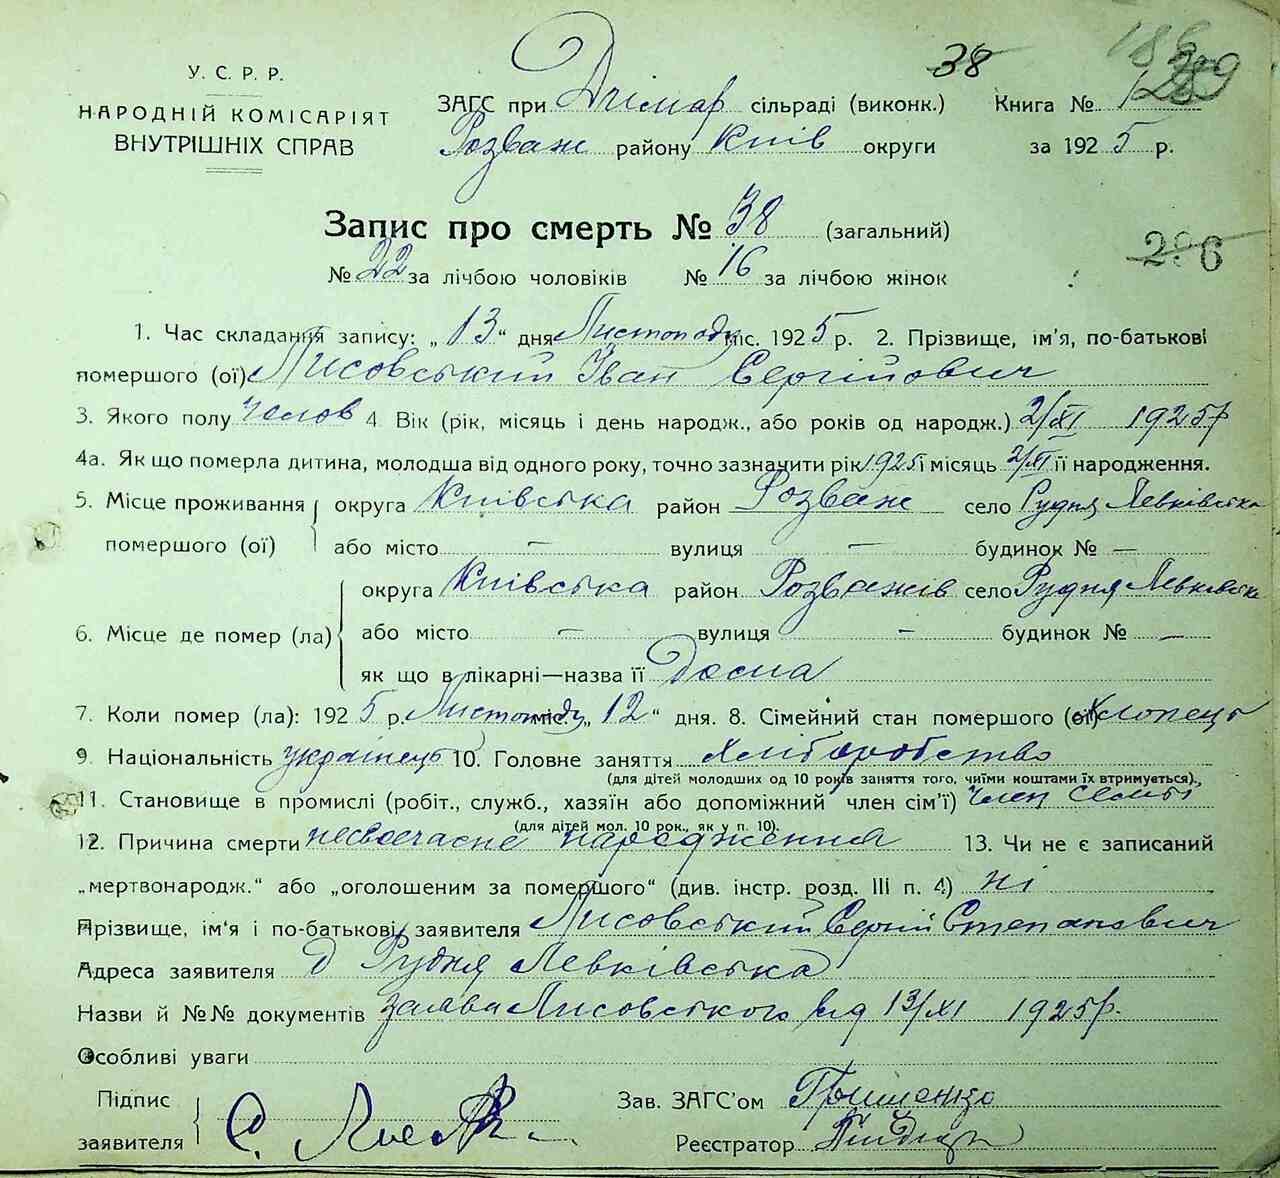 38
У. С. Р. Р.
НАРОДНІЙ КОМІСАРІЯТ
ВНУТРІШНІХ СПРАВ
ЗАГС при Дімар сільраді (виконк.) Книга №
Розваж району Київ округи за 1925 р.
Запис про смерть № 38 (загальний)
206
№ 22 за лічбою чоловіків № 16 за лічбою жінок
1. Час складання запису: „ 13 “ дня Листопаду міс. 1925 р. 2. Прізвище, ім'я, по-батькові
помершого (ої) Лисовський Іван Сергійович
3. Якого полу челов 4. Вік (рік, місяць і день народж., або років од народж.) 2/XI 1925 р
4а. Як що померла дитина, молодша від одного року, точно зазначити рік 1925 і місяць 2/XI її народження.
5. Місце проживання округа Київська район Розваж село Рудня Левківська
помершого (ої) або місто — вулиця — будинок № —
округа Київська район Розважів село Рудня Левківська
6. Місце де помер (ла) або місто — вулиця — будинок № —
як що в лікарні—назва її Дома
7. Коли помер (ла): 1925 р. Листопаду міс. „ 12 “ дня. 8. Сімейний стан помершого (ої) Хлопець
9. Національність українець 10. Головне заняття Хліборобство
(для дітей молодших од 10 років заняття того, чиїми коштами їх втримується).
11. Становище в промислі (робіт., служб., хазяїн або допоміжний член сім'ї) член семьї
(для дітей мол. 10 рок., як у п. 10).
12. Причина смерти несвоечасне народження 13. Чи не є записаний
„мертвонародж.“ або „оголошеним за помершого“ (див. інстр. розд. III п. 4) ні
Прізвище, ім'я і по-батькові заявителя Лисовський Сергій Степанович
Адреса заявителя д Рудня Левківська
Назви й №№ документів заява Лисовського від 13/XI 1925 р.
Особливі уваги
Підпис
заявителя С.
Зав. ЗАГС'ом Гриценко
Реєстратор